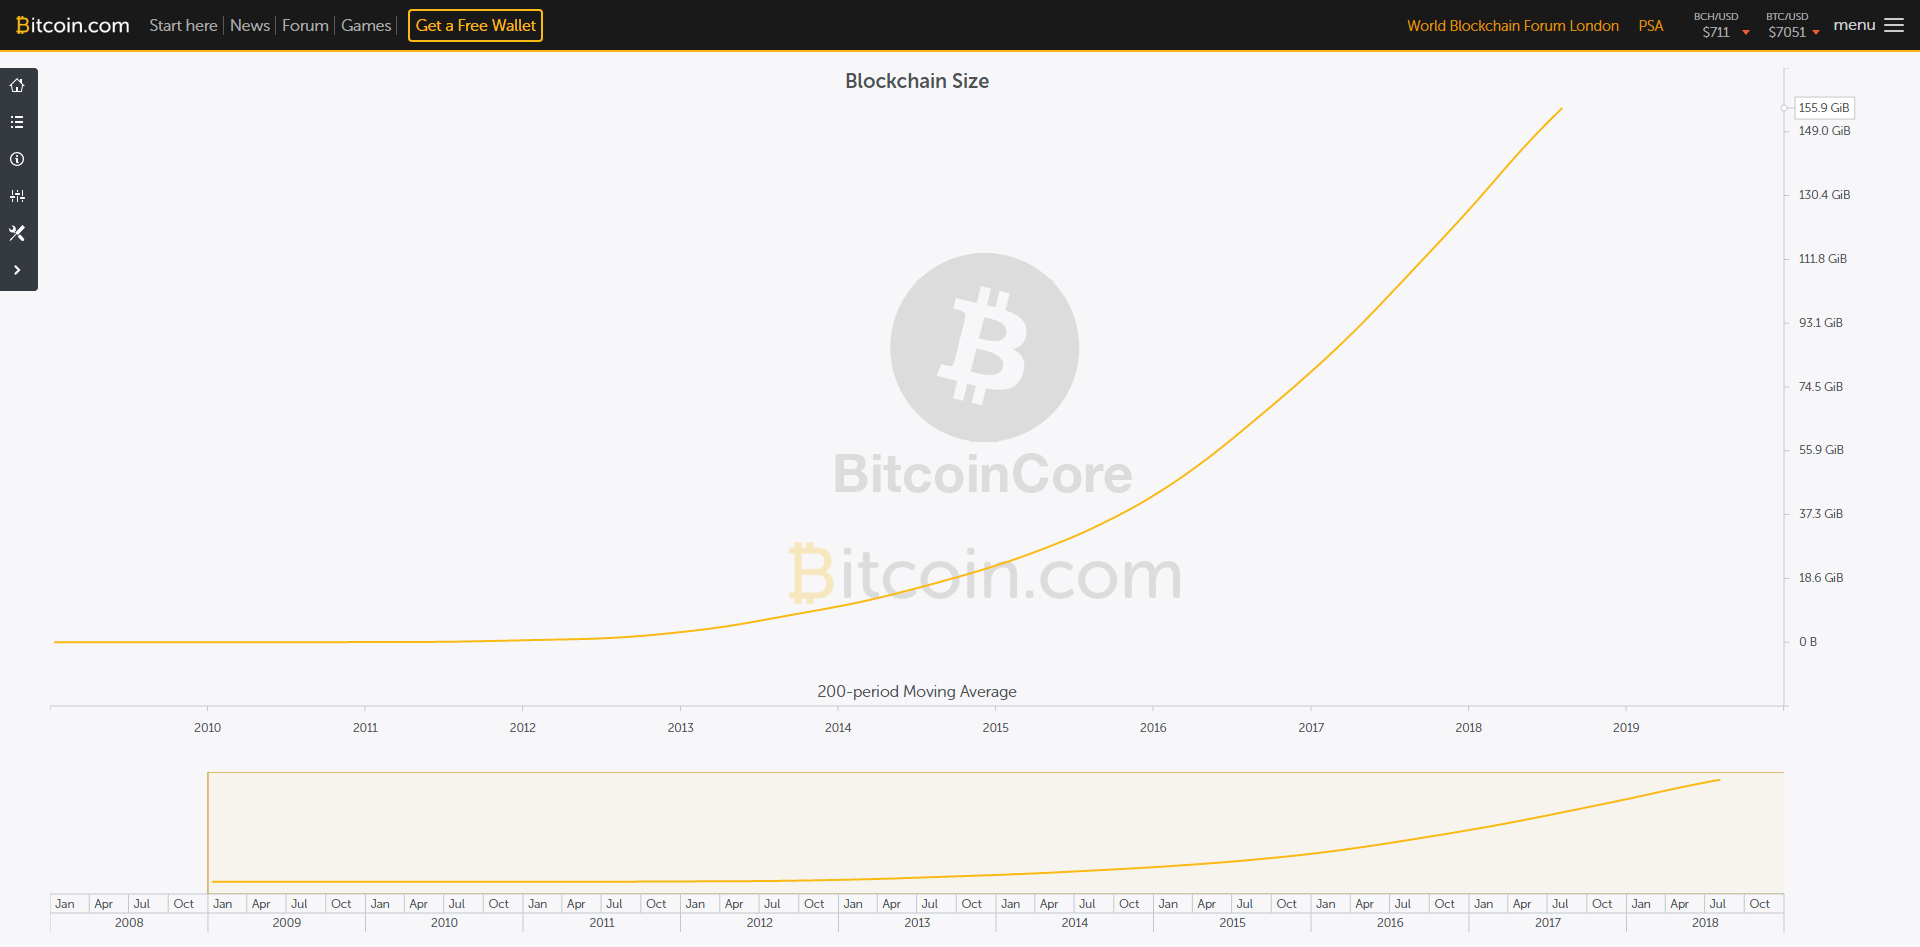 Bitcoin.com Start here News Forum Games Get a Free Wallet World Blockchain Forum London PSA BCH/USD $711 BTC/USD $7051 menu
Blockchain Size
155.9 GiB
149.0 GiB
130.4 GiB
111.8 GiB
93.1 GiB
74.5 GiB
55.9 GiB
37.3 GiB
18.6 GiB
0 B
BitcoinCore
Bitcoin.com
200-period Moving Average
2010 2011 2012 2013 2014 2015 2016 2017 2018 2019
Jan Apr Jul Oct Jan Apr Jul Oct Jan Apr Jul Oct Jan Apr Jul Oct Jan Apr Jul Oct Jan Apr Jul Oct Jan Apr Jul Oct Jan Apr Jul Oct Jan Apr Jul Oct Jan Apr Jul Oct Jan Apr Jul Oct
2008 2009 2010 2011 2012 2013 2014 2015 2016 2017 2018